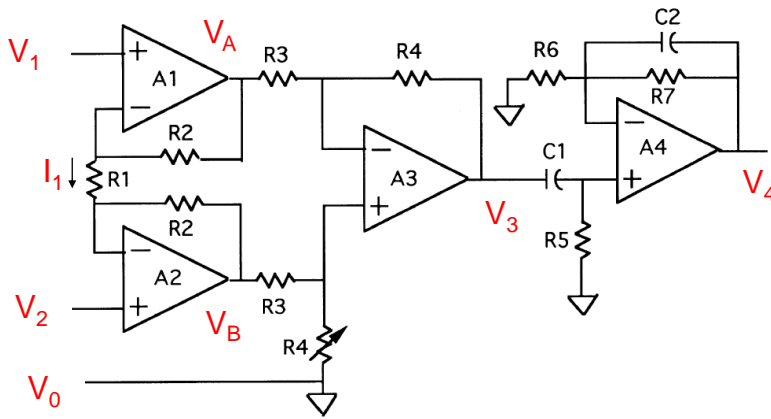 V1
+
A1
−
VA
R3
R4
R2
I1
R1
R2
−
A2
+
V2
VB
R3
R4
V0
−
A3
+
V3
C1
R5
R6
C2
R7
−
A4
+
V4